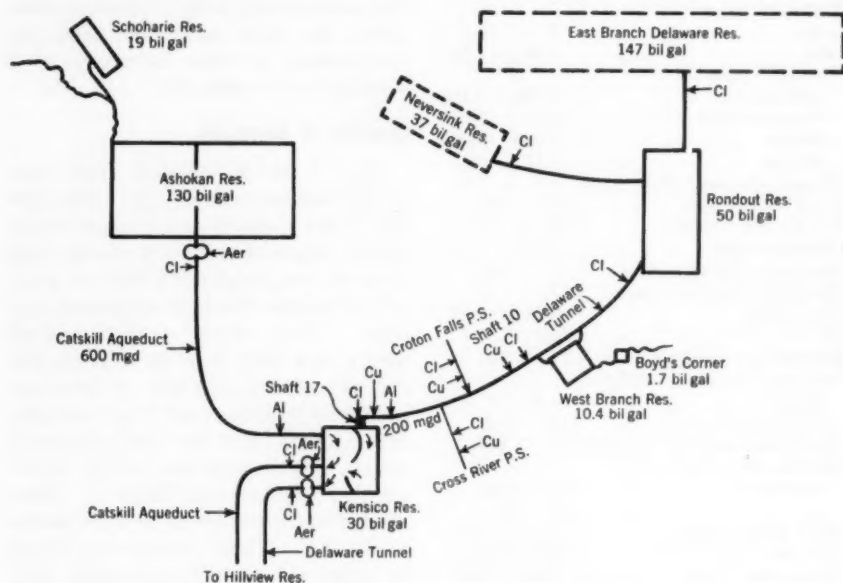 Schoharie Res.
19 bil gal
East Branch Delaware Res.
147 bil gal
Cl
Neversink Res.
37 bil gal
Cl
Ashokan Res.
130 bil gal
Rondout Res.
50 bil gal
Aer
Cl
Cl
Delaware
Tunnel
Croton Falls P.S.
Shaft 10
Catskill Aqueduct
600 mgd
Cl
Cu
Cu
Cl
Boyd's Corner
1.7 bil gal
West Branch Res.
10.4 bil gal
Shaft 17
Cl
Cu
Al
200 mgd
Al
Cl
Cu
Cross River P.S.
Aer
Cl
Cl
Aer
Kensico Res.
30 bil gal
Catskill Aqueduct
Delaware Tunnel
To Hillview Res.